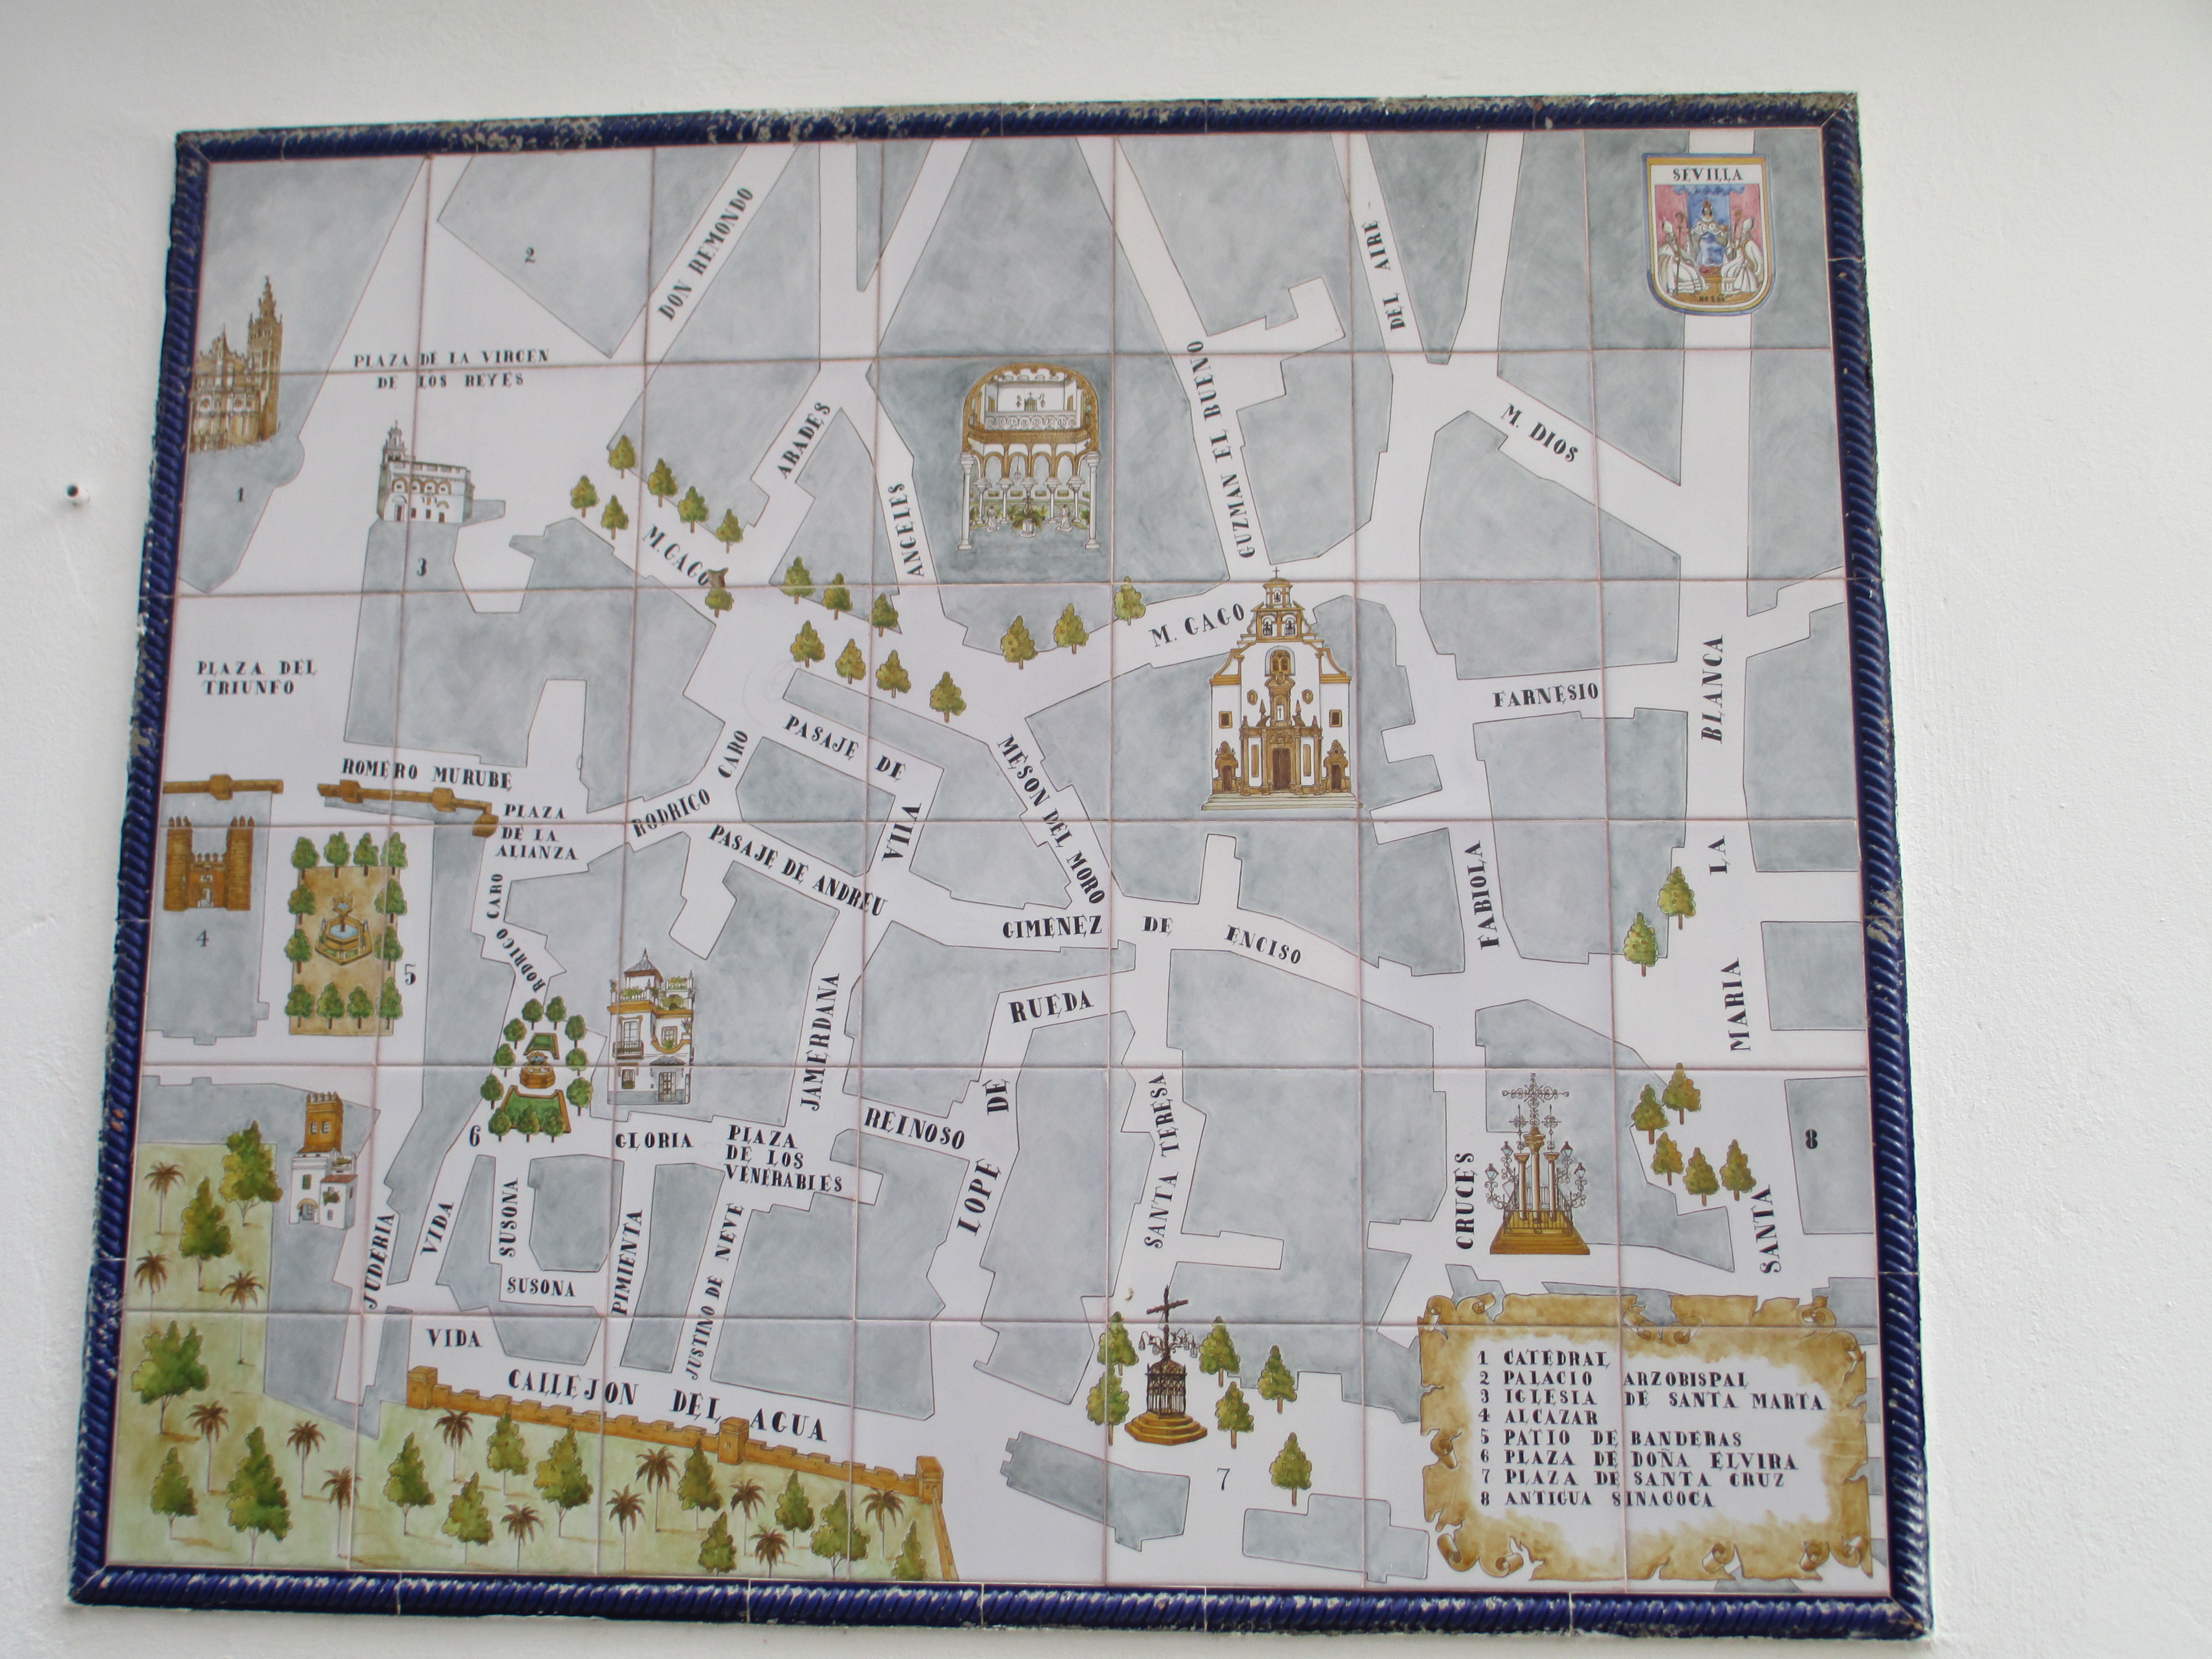 SEVILLA
NO8DO
DON REMONDO
2
DEL AIRE
PLAZA DE LA VIRGEN
DE LOS REYES
ABADES
GUZMAN EL BUENO
M. DIOS
1
3
M. GAGO
ANGELES
M. GAGO
PLAZA DEL
TRIUNFO
FARNESIO
BLANCA
ROMERO MURUBE
PLAZA
DE LA
ALIANZA
RODRIGO CARO
PASAJE DE
VILA
MESON DEL MORO
PASAJE DE ANDREU
GIMENEZ DE ENCISO
FABIOLA
LA
MARIA
4
5
RODRIGO CARO
RODRIGO
JAMERDANA
RUEDA
DE
LOPE
SANTA TERESA
6
GLORIA
PLAZA
DE LOS
VENERABLES
REINOSO
CRUCES
8
SANTA
JUDERIA
VIDA
SUSONA
SUSONA
PIMIENTA
JUSTINO DE NEVE
VIDA
CALLEJON DEL AGUA
7
1 CATEDRAL
2 PALACIO ARZOBISPAL
3 IGLESIA DE SANTA MARTA
4 ALCAZAR
5 PATIO DE BANDERAS
6 PLAZA DE DOÑA ELVIRA
7 PLAZA DE SANTA CRUZ
8 ANTIGUA SINAGOGA